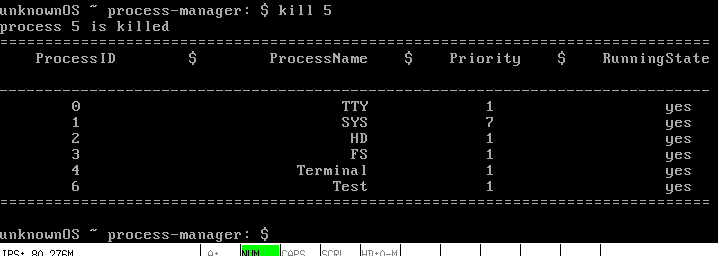 unknownOS ~ process-manager: $ kill 5
process 5 is killed
================================================================================
ProcessID $ ProcessName $ Priority $ RunningState
--------------------------------------------------------------------------------
0 TTY 1 yes
1 SYS 7 yes
2 HD 1 yes
3 FS 1 yes
4 Terminal 1 yes
6 Test 1 yes
================================================================================
unknownOS ~ process-manager: $
IPS: 80.276M A: NUM CAPS SCRL HD:0-M